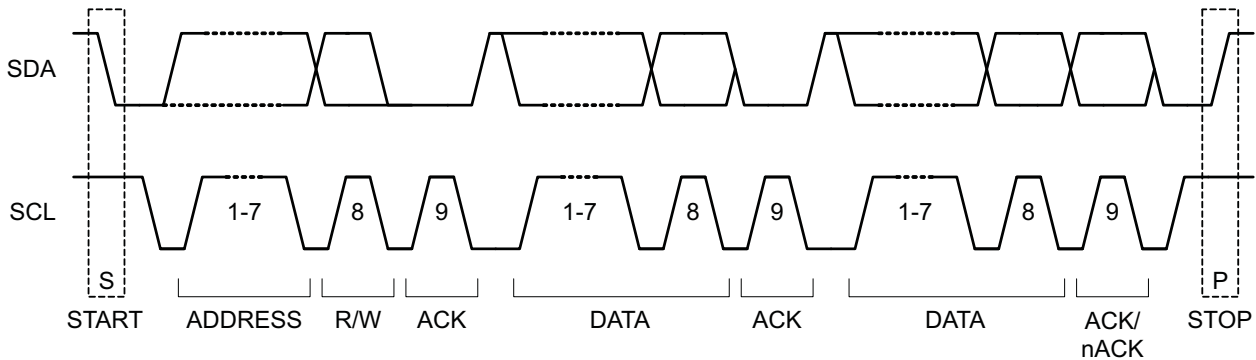 SDA
SCL
1-7
8
9
1-7
8
9
1-7
8
9
S
P
START
ADDRESS
R/W
ACK
DATA
ACK
DATA
ACK/
nACK
STOP